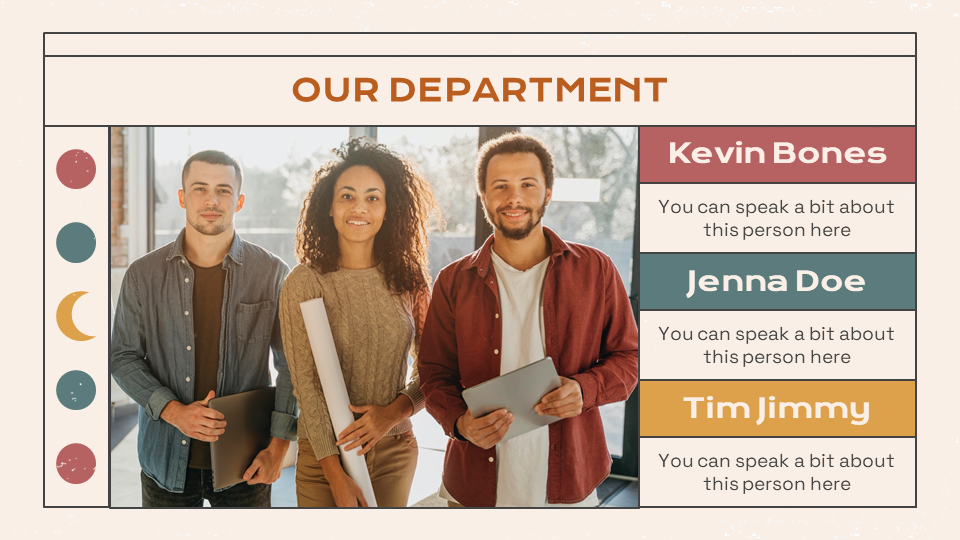 OUR DEPARTMENT
Kevin Bones
You can speak a bit about
this person here
Jenna Doe
You can speak a bit about
this person here
Tim Jimmy
You can speak a bit about
this person here